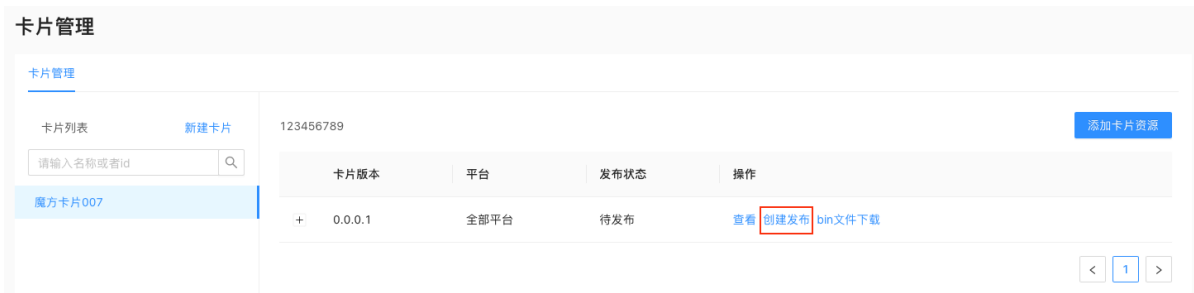 卡片管理
卡片管理
卡片列表 新建卡片
请输入名称或者id
魔方卡片007
123456789 添加卡片资源
卡片版本 平台 发布状态 操作
+ 0.0.0.1 全部平台 待发布 查看 创建发布 bin文件下载
< 1 >